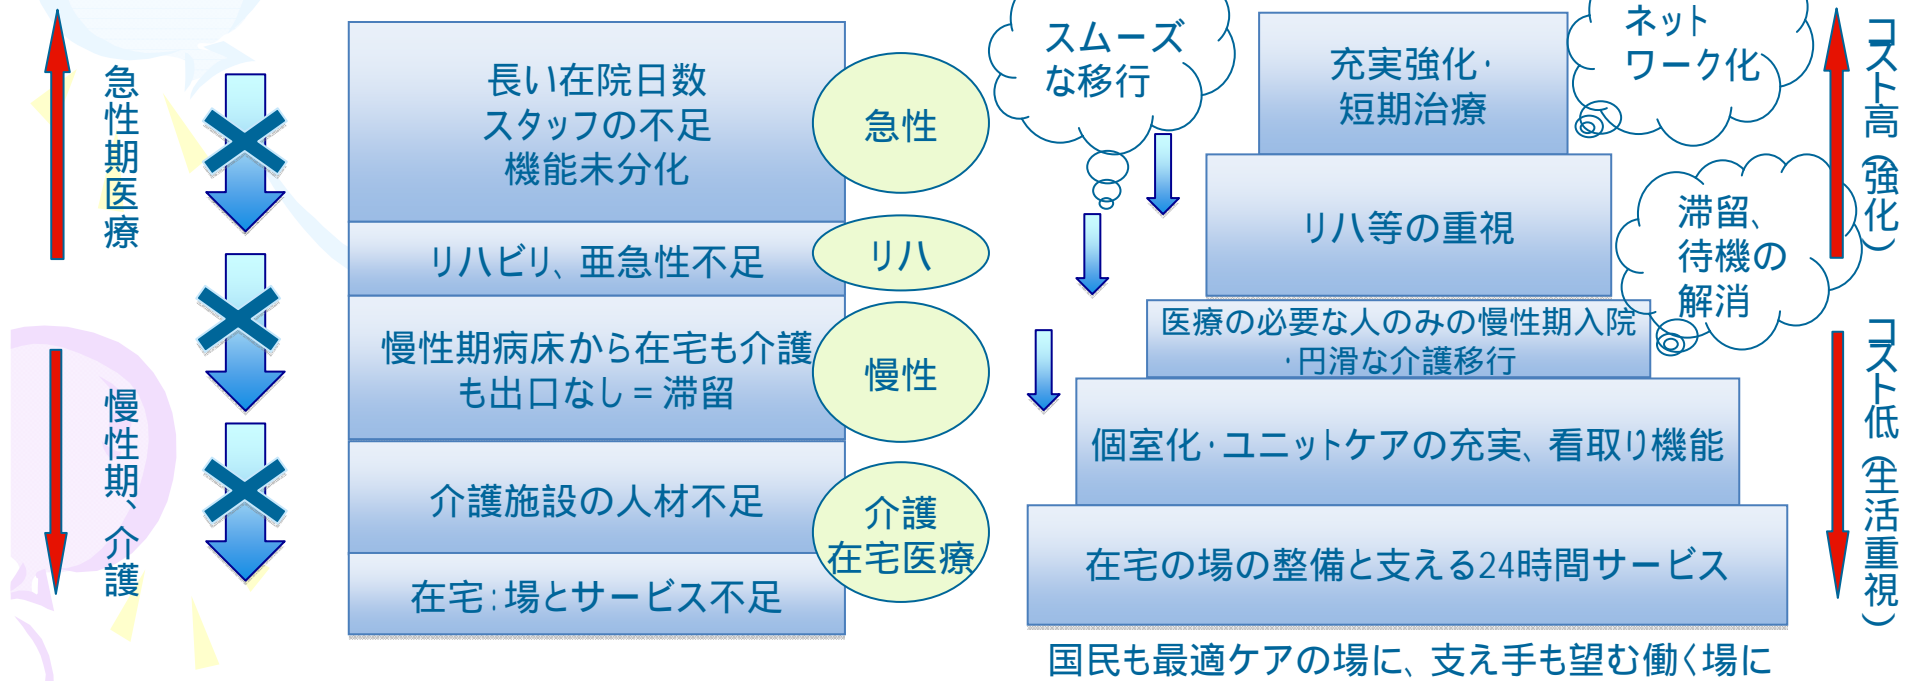 急性期医療
慢性期、介護
長い在院日数
スタッフの不足
機能未分化
リハビリ、亜急性不足
慢性期病床から在宅も介護
も出口なし = 滞留
介護施設の人材不足
在宅:場とサービス不足
急性
リハ
慢性
介護
在宅医療
スムーズ
な移行
充実強化・
短期治療
ネット
ワーク化
リハ等の重視
滞留、
待機の
解消
医療の必要な人のみの慢性期入院
・円滑な介護移行
個室化・ユニットケアの充実、看取り機能
在宅の場の整備と支える24時間サービス
国民も最適ケアの場に、支え手も望む働く場に
コスト高(強化)
コスト低(生活重視)